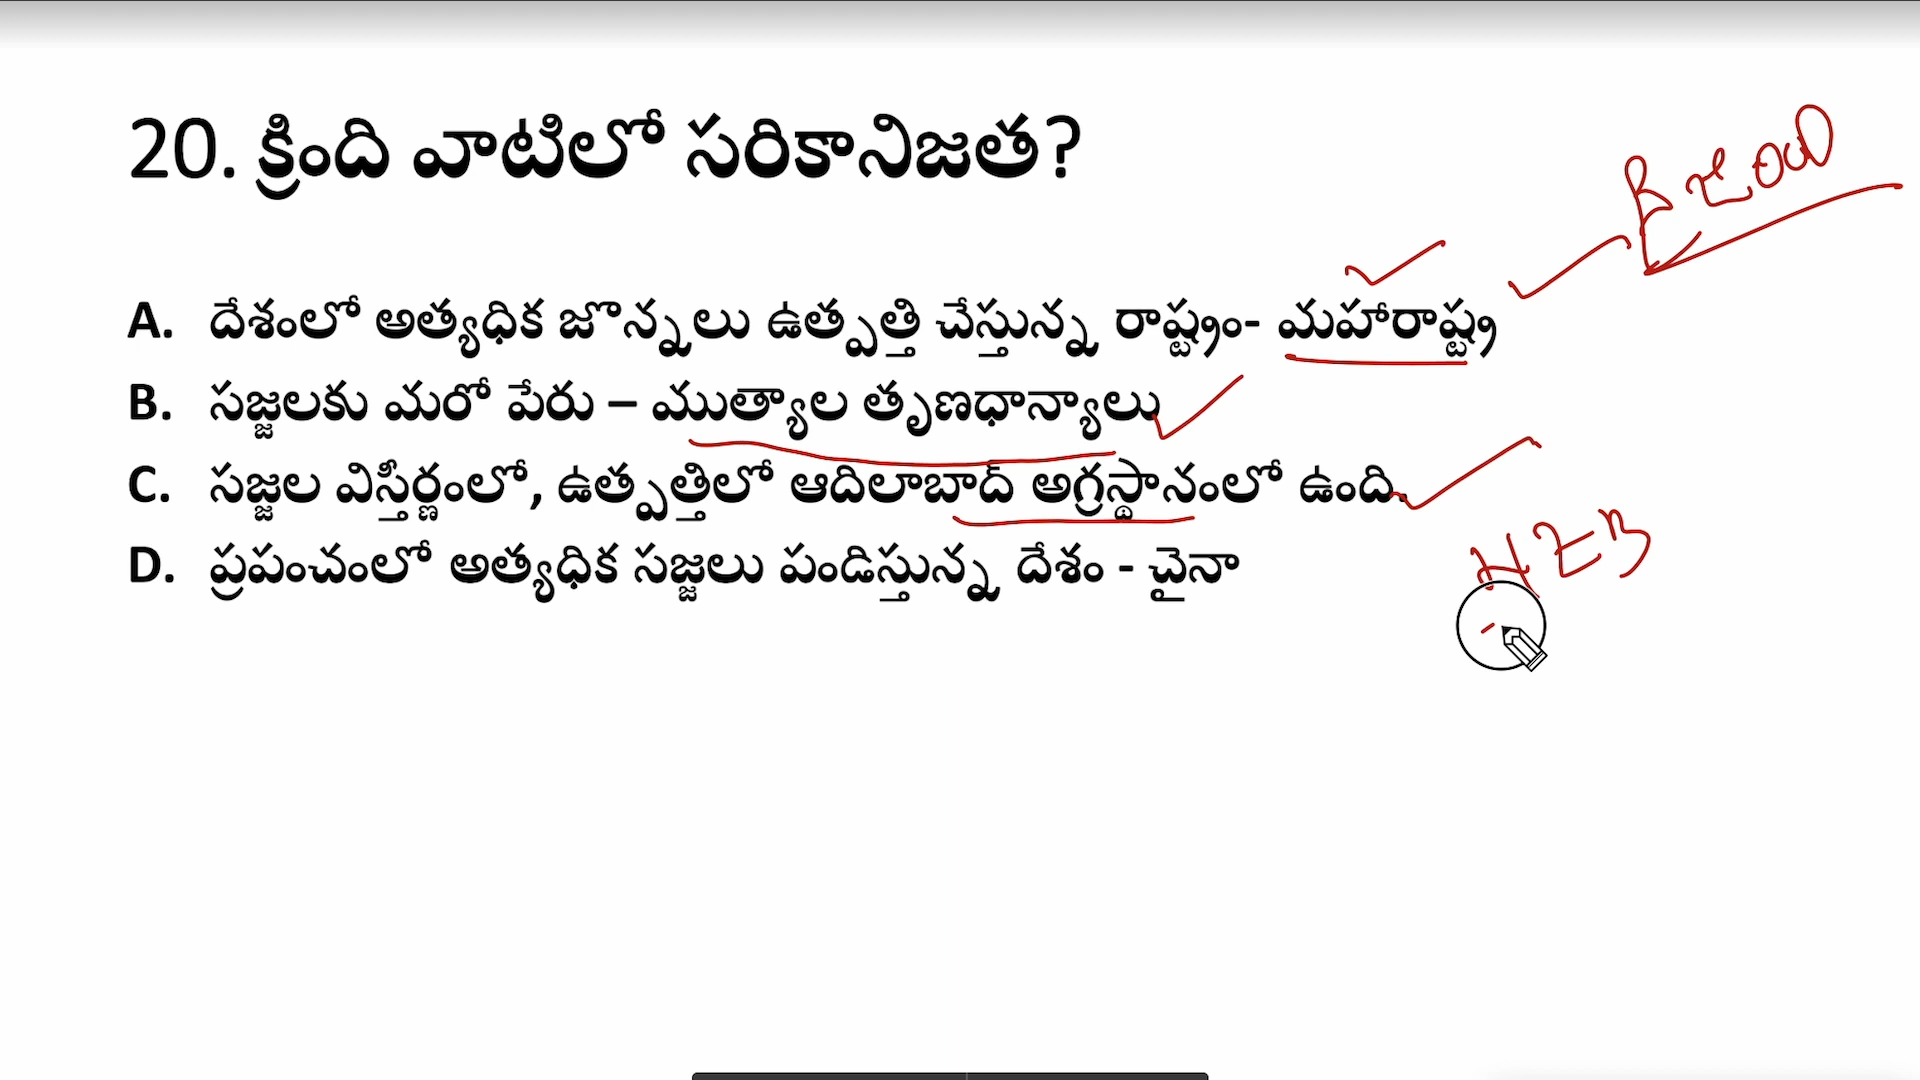 20. క్రింది వాటిలో సరికానిజత?
A. దేశంలో అత్యధిక జొన్నలు ఉత్పత్తి చేస్తున్న రాష్ట్రం- మహారాష్ట్ర
B. సజ్జలకు మరో పేరు – ముత్యాల తృణధాన్యాలు
C. సజ్జల విస్తీర్ణంలో, ఉత్పత్తిలో ఆదిలాబాద్ అగ్రస్థానంలో ఉంది.
D. ప్రపంచంలో అత్యధిక సజ్జలు పండిస్తున్న దేశం - చైనా
NZB